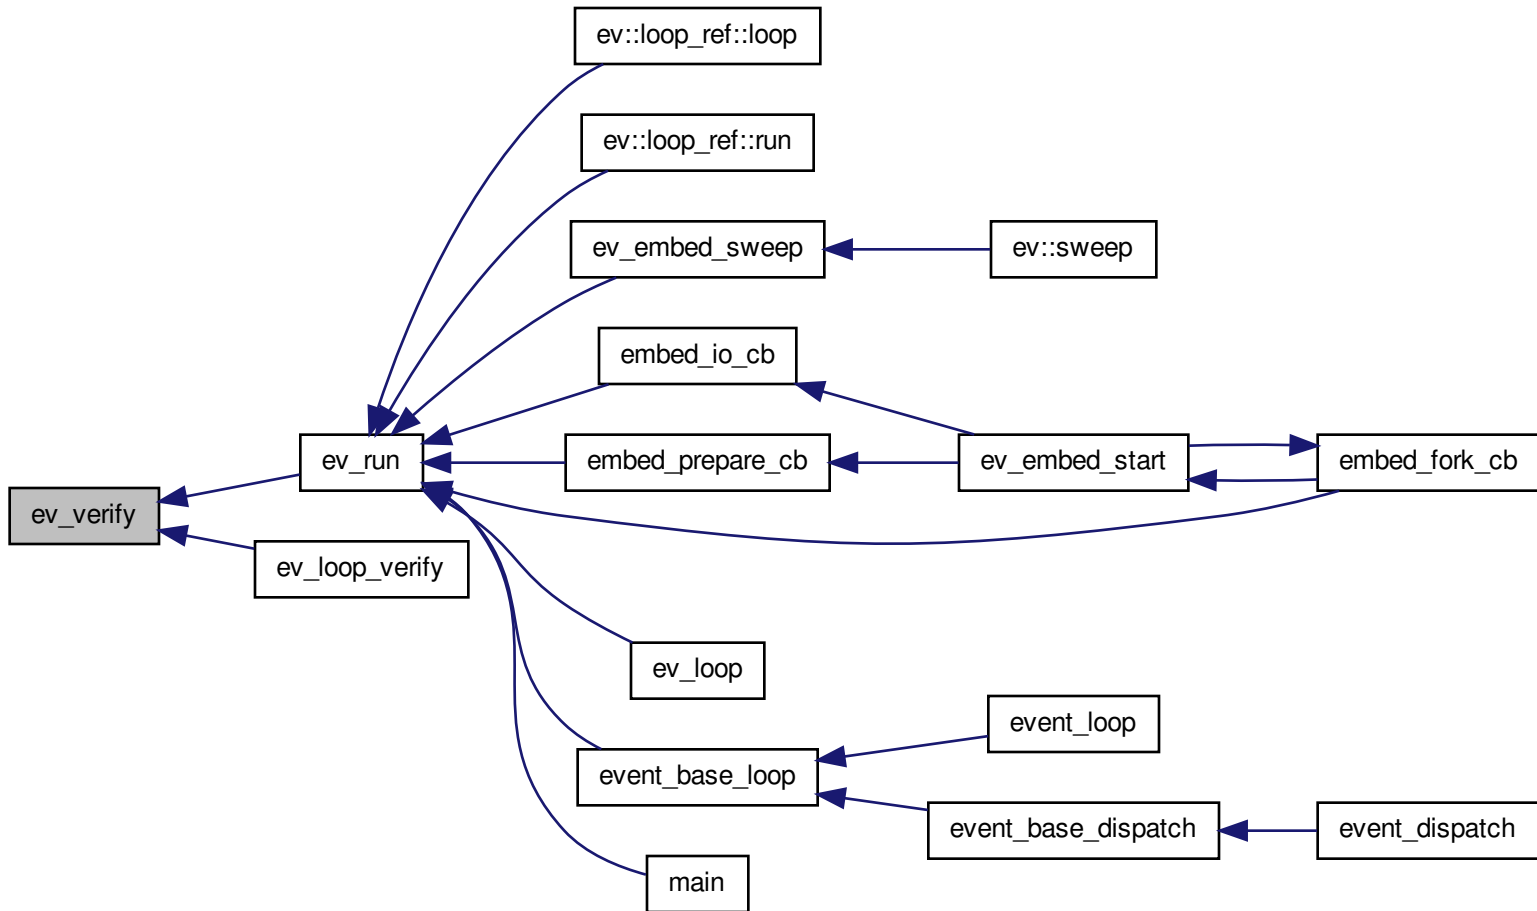 ev::loop_ref::loop
ev::loop_ref::run
ev_embed_sweep
ev::sweep
embed_io_cb
ev_run
embed_prepare_cb
ev_embed_start
embed_fork_cb
ev_verify
ev_loop_verify
ev_loop
event_loop
event_base_loop
event_base_dispatch
event_dispatch
main